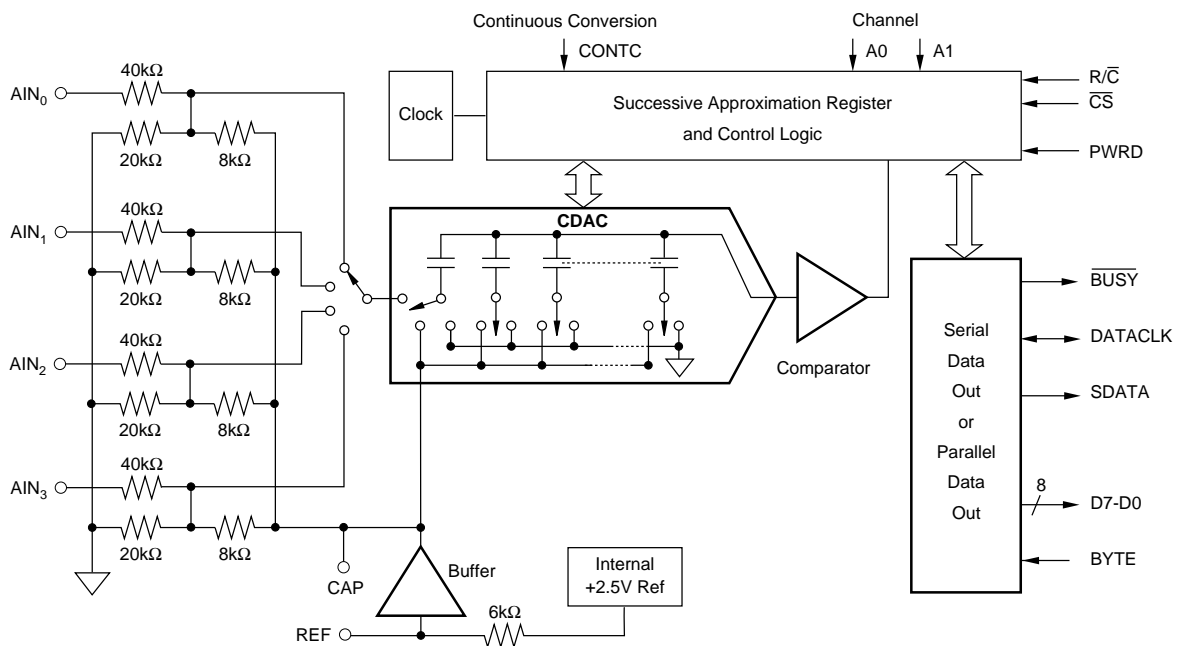 Continuous Conversion
CONTC
Channel
A0
A1
40kΩ
AIN0
20kΩ
8kΩ
Clock
Successive Approximation Register
and Control Logic
R/C̅
C̅S̅
PWRD
40kΩ
AIN1
20kΩ
8kΩ
CDAC
40kΩ
AIN2
20kΩ
8kΩ
Comparator
Serial
Data
Out
or
Parallel
Data
Out
B̅U̅S̅Y̅
DATACLK
SDATA
8
D7-D0
BYTE
40kΩ
AIN3
20kΩ
8kΩ
CAP
Buffer
Internal
+2.5V Ref
6kΩ
REF